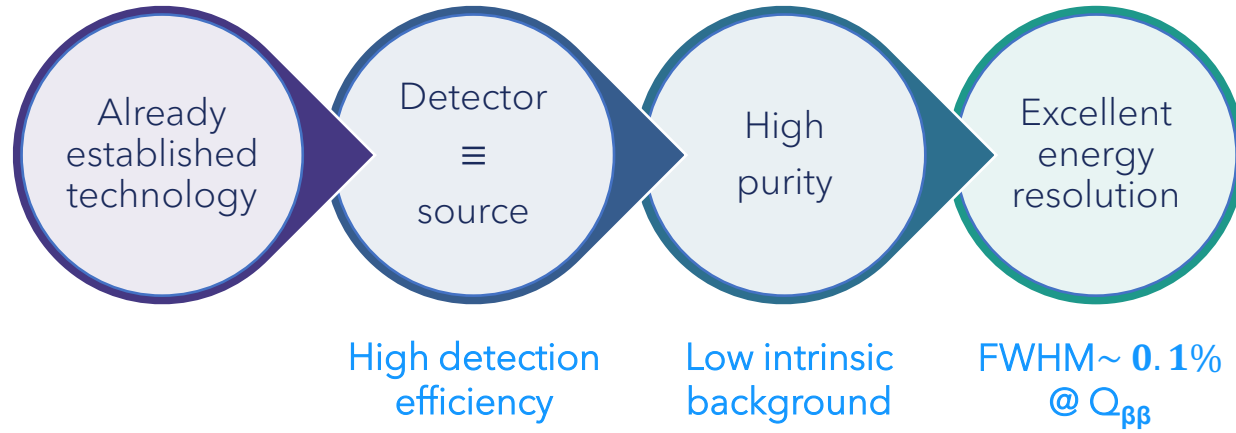 Already
established
technology
Detector
≡
source
High
purity
Excellent
energy
resolution
High detection
efficiency
Low intrinsic
background
FWHM~ 0.1%
@ Qββ